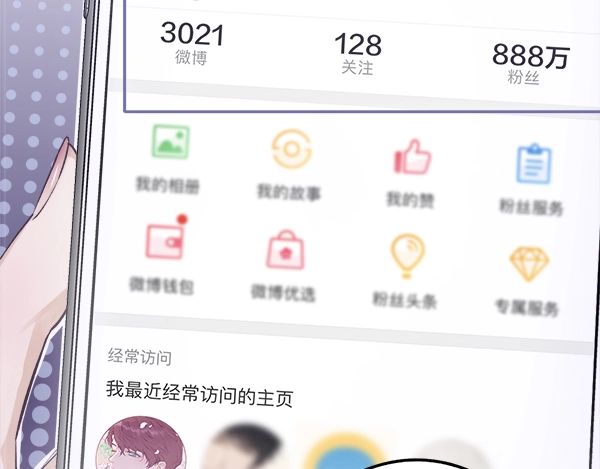 3021 128 888万
微博 关注 粉丝
我的相册 我的故事 我的赞 粉丝服务
微博钱包 微博优选 粉丝头条 专属服务
经常访问
我最近经常访问的主页